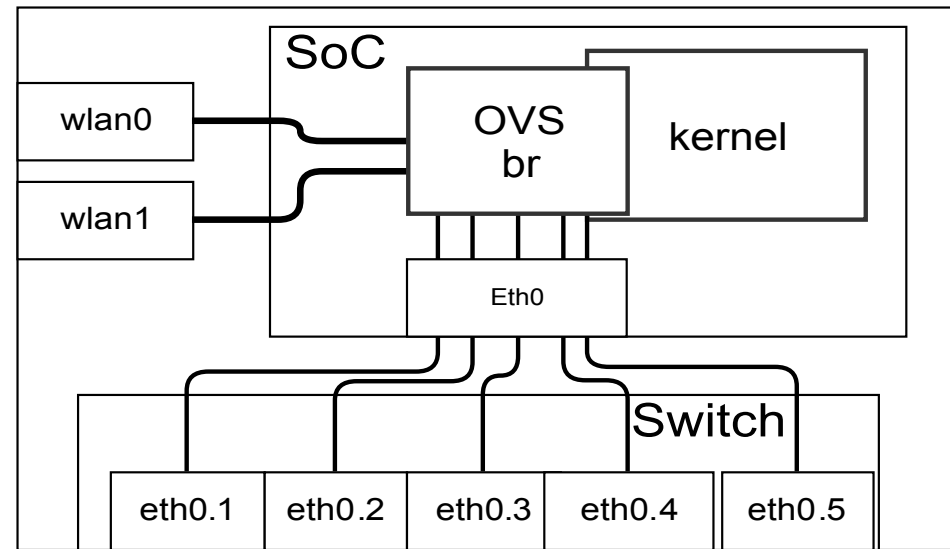 SoC
wlan0
OVS
br
kernel
wlan1
Eth0
Switch
eth0.1
eth0.2
eth0.3
eth0.4
eth0.5